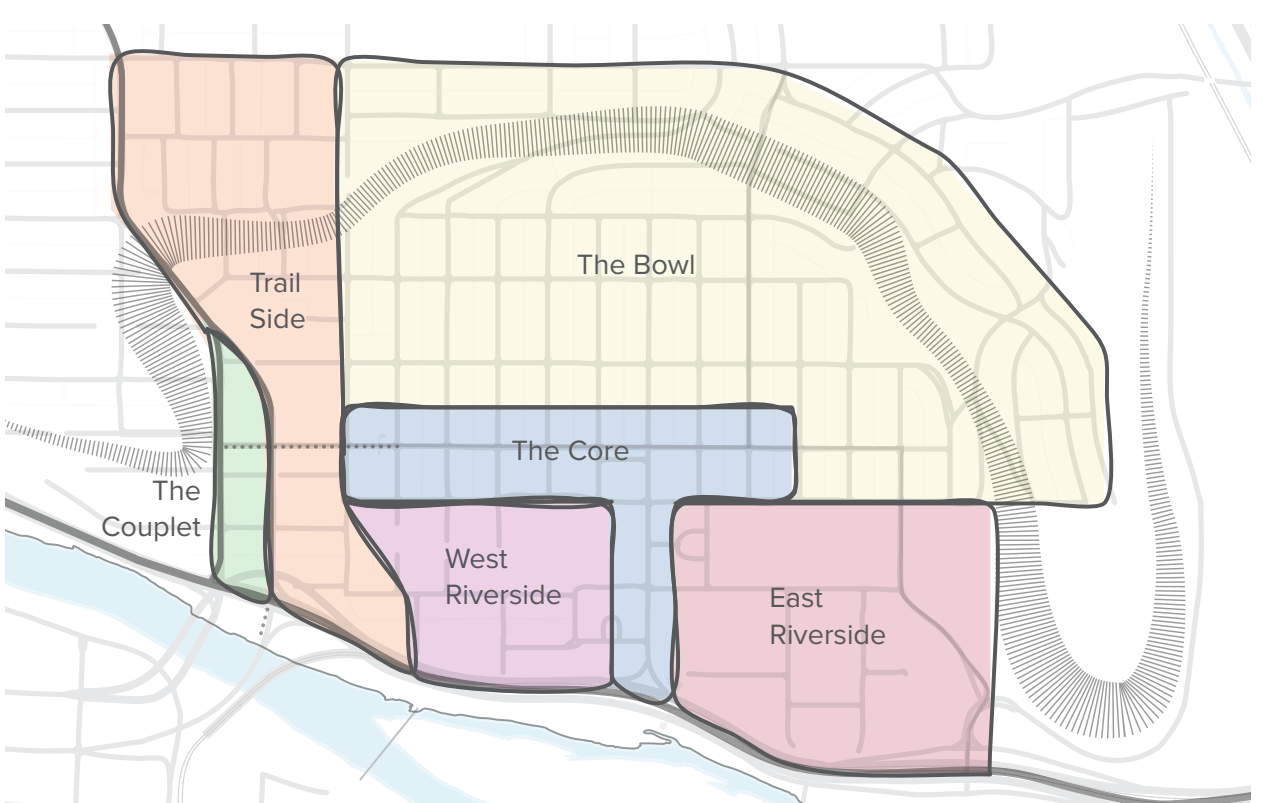 The Bowl
Trail
Side
The Core
The
Couplet
West
Riverside
East
Riverside